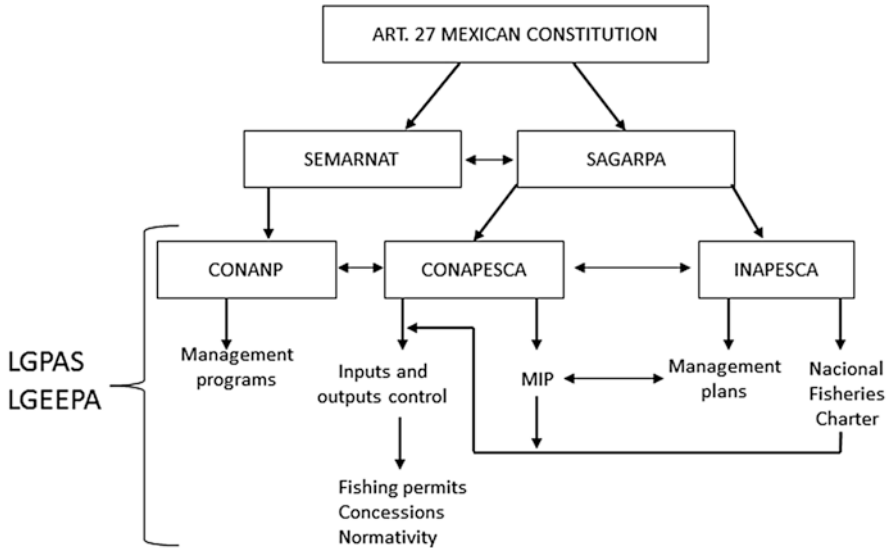 ART. 27 MEXICAN CONSTITUTION
SEMARNAT
SAGARPA
CONANP
CONAPESCA
INAPESCA
LGPAS
LGEEPA
Management
programs
Inputs and
outputs control
MIP
Management
plans
Nacional
Fisheries
Charter
Fishing permits
Concessions
Normativity